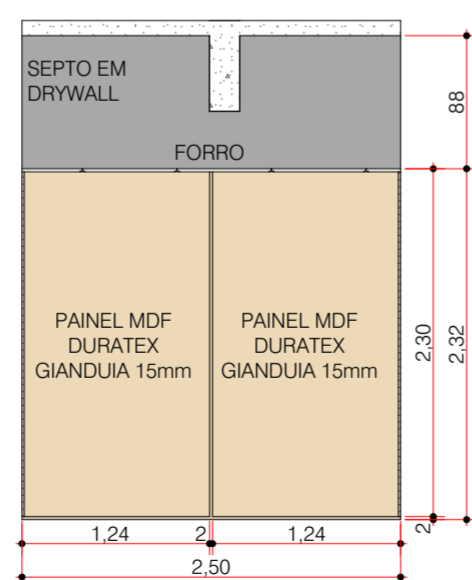 SEPTO EM
DRYWALL
88
FORRO
PAINEL MDF
DURATEX
GIANDUIA 15mm
PAINEL MDF
DURATEX
GIANDUIA 15mm
2,30
2,32
2
1,24
2
1,24
2,50